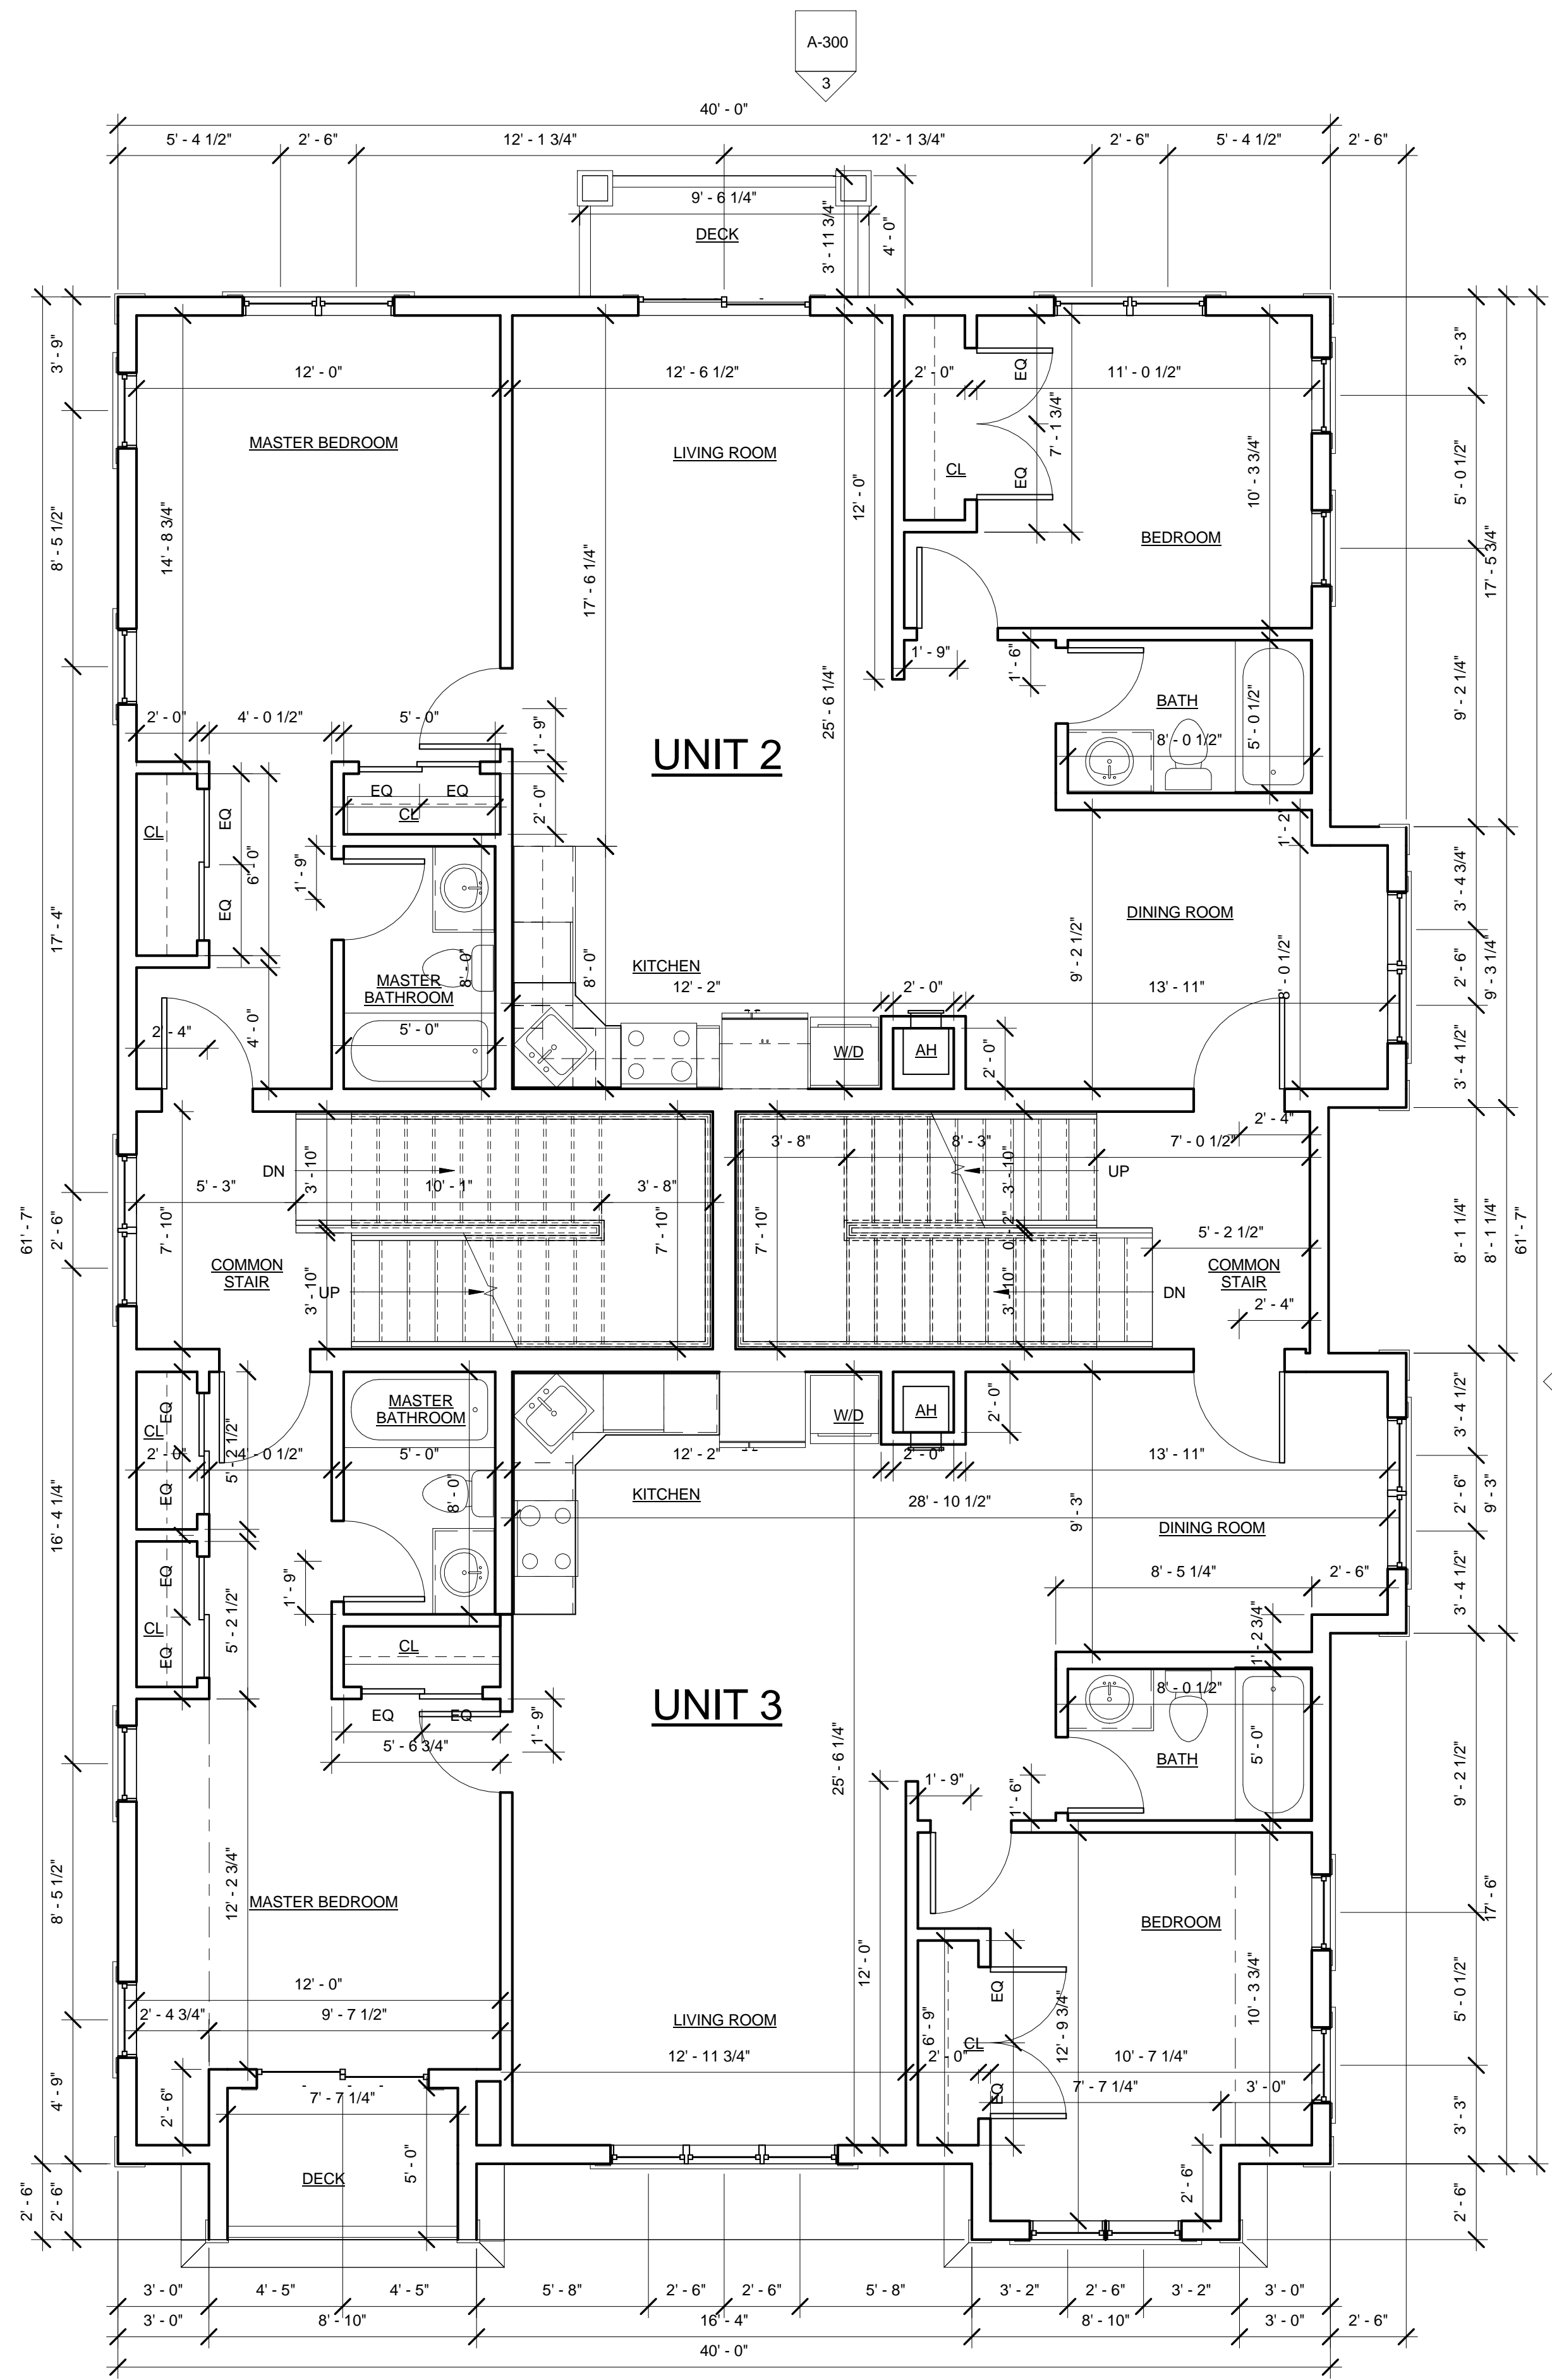 A-300
3
40' - 0"
5' - 4 1/2"
2' - 6"
12' - 1 3/4"
12' - 1 3/4"
2' - 6"
5' - 4 1/2"
2' - 6"
9' - 6 1/4"
DECK
3' - 11 3/4"
4' - 0"
3' - 9"
12' - 0"
12' - 6 1/2"
2' - 0"
EQ
11' - 0 1/2"
3' - 3"
MASTER BEDROOM
LIVING ROOM
7' - 1 3/4"
CL
EQ
10' - 3 3/4"
5' - 0 1/2"
12' - 0"
8' - 5 1/2"
14' - 8 3/4"
17' - 6 1/4"
BEDROOM
17' - 5 3/4"
1' - 9"
1' - 6"
25' - 6 1/4"
BATH
5' - 0 1/2"
9' - 2 1/4"
2' - 0"
4' - 0 1/2"
5' - 0"
1' - 9"
UNIT 2
8' - 0 1/2"
EQ
EQ
CL
2' - 0"
CL
EQ
6' - 0"
EQ
1' - 9"
1' - 2"
3' - 4 3/4"
17' - 4"
DINING ROOM
9' - 2 1/2"
8' - 0 1/2"
2' - 6"
9' - 3 1/4"
MASTER
BATHROOM
8' - 0"
8' - 0"
KITCHEN
12' - 2"
2' - 0"
13' - 11"
2' - 4"
4' - 0"
5' - 0"
W/D
AH
2' - 0"
3' - 4 1/2"
2' - 4"
3' - 8"
8' - 3"
7' - 0 1/2"
DN
3' - 10"
3' - 10"
UP
5' - 3"
10' - 1"
3' - 8"
61' - 7"
2' - 6"
7' - 10"
7' - 10"
7' - 10"
0' - 2"
5' - 2 1/2"
8' - 1 1/4"
8' - 1 1/4"
61' - 7"
COMMON
STAIR
COMMON
STAIR
3' - 10"
UP
3' - 10"
DN
2' - 4"
MASTER
BATHROOM
CL
EQ
5' - 2 1/2"
W/D
AH
2' - 0"
3' - 4 1/2"
2' - 0"
4' - 0 1/2"
5' - 0"
12' - 2"
2' - 0"
13' - 11"
EQ
8' - 0"
KITCHEN
28' - 10 1/2"
9' - 3"
DINING ROOM
2' - 6"
9' - 3"
16' - 4 1/4"
EQ
1' - 9"
8' - 5 1/4"
2' - 6"
3' - 4 1/2"
CL
EQ
5' - 2 1/2"
CL
1' - 2 3/4"
EQ
EQ
5' - 6 3/4"
1' - 9"
UNIT 3
8' - 0 1/2"
BATH
5' - 0"
25' - 6 1/4"
1' - 9"
1' - 6"
9' - 2 1/2"
8' - 5 1/2"
MASTER BEDROOM
12' - 2 3/4"
12' - 0"
BEDROOM
17' - 6"
12' - 0"
EQ
10' - 3 3/4"
5' - 0 1/2"
2' - 4 3/4"
9' - 7 1/2"
LIVING ROOM
6' - 9"
CL
12' - 9 3/4"
12' - 11 3/4"
2' - 0"
10' - 7 1/4"
4' - 9"
2' - 6"
7' - 7 1/4"
EQ
7' - 7 1/4"
3' - 0"
3' - 3"
DECK
5' - 0"
2' - 6"
2' - 6"
2' - 6"
2' - 6"
3' - 0"
4' - 5"
4' - 5"
5' - 8"
2' - 6"
2' - 6"
5' - 8"
3' - 2"
2' - 6"
3' - 2"
3' - 0"
3' - 0"
8' - 10"
16' - 4"
8' - 10"
3' - 0"
2' - 6"
40' - 0"